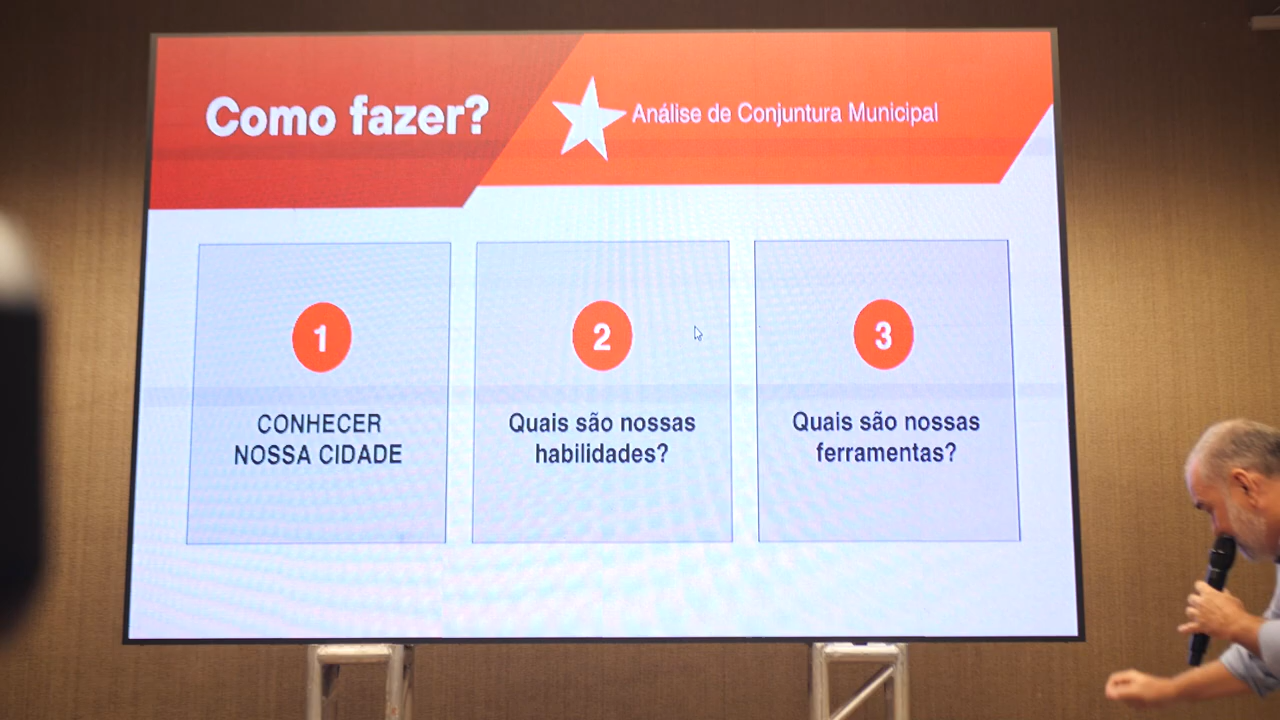 Como fazer?
Análise de Conjuntura Municipal
1
CONHECER
NOSSA CIDADE
2
Quais são nossas
habilidades?
3
Quais são nossas
ferramentas?